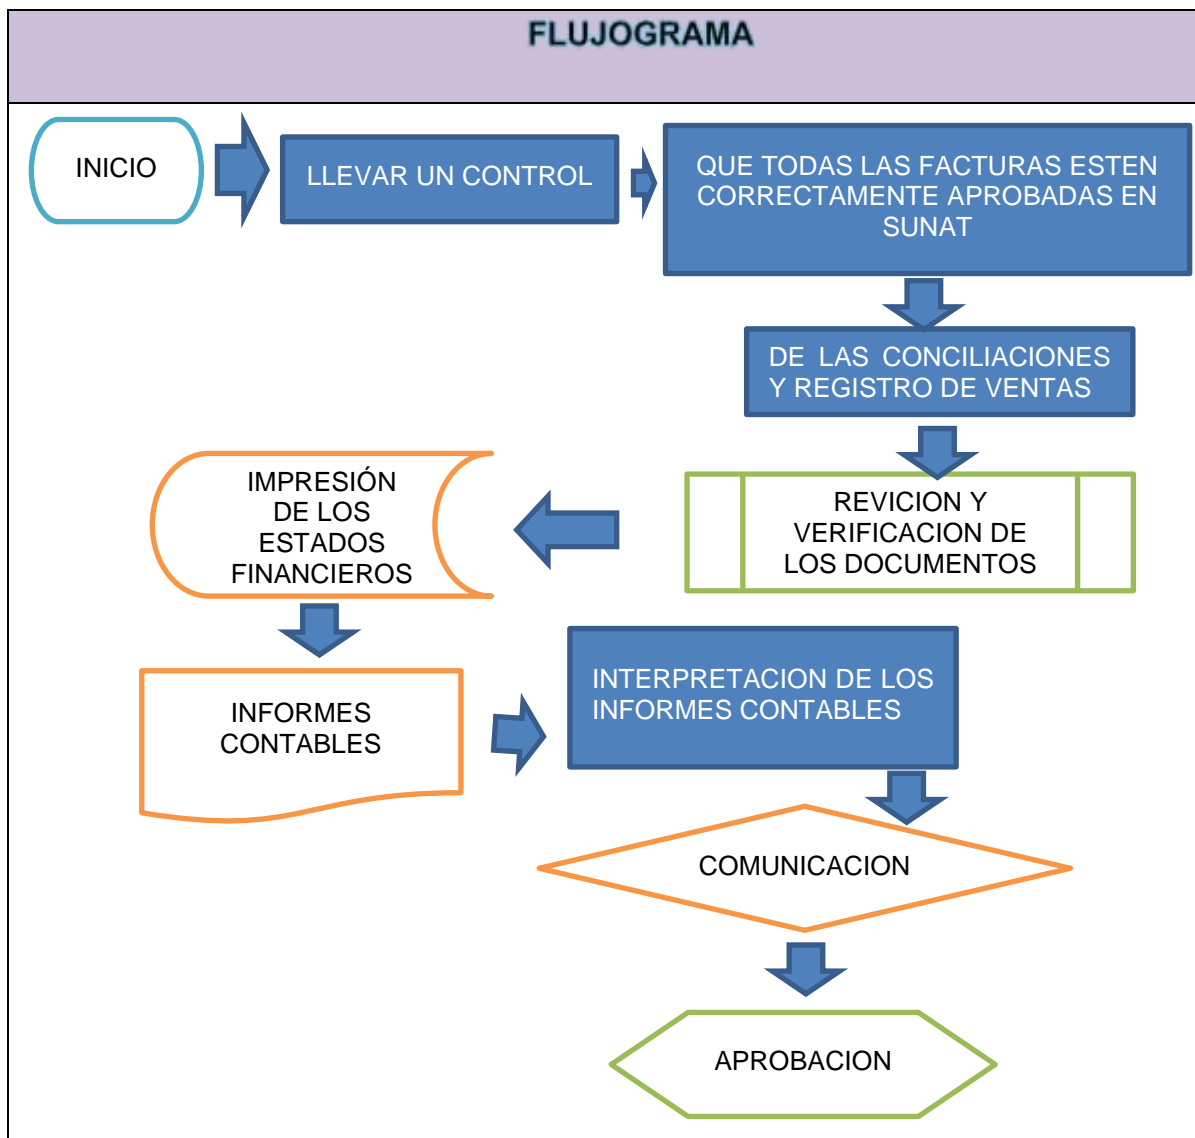 FLUJOGRAMA
INICIO
LLEVAR UN CONTROL
QUE TODAS LAS FACTURAS ESTEN
CORRECTAMENTE APROBADAS EN
SUNAT
DE LAS CONCILIACIONES
Y REGISTRO DE VENTAS
REVICION Y
VERIFICACION DE
LOS DOCUMENTOS
IMPRESIÓN
DE LOS
ESTADOS
FINANCIEROS
INFORMES
CONTABLES
INTERPRETACION DE LOS
INFORMES CONTABLES
COMUNICACION
APROBACION